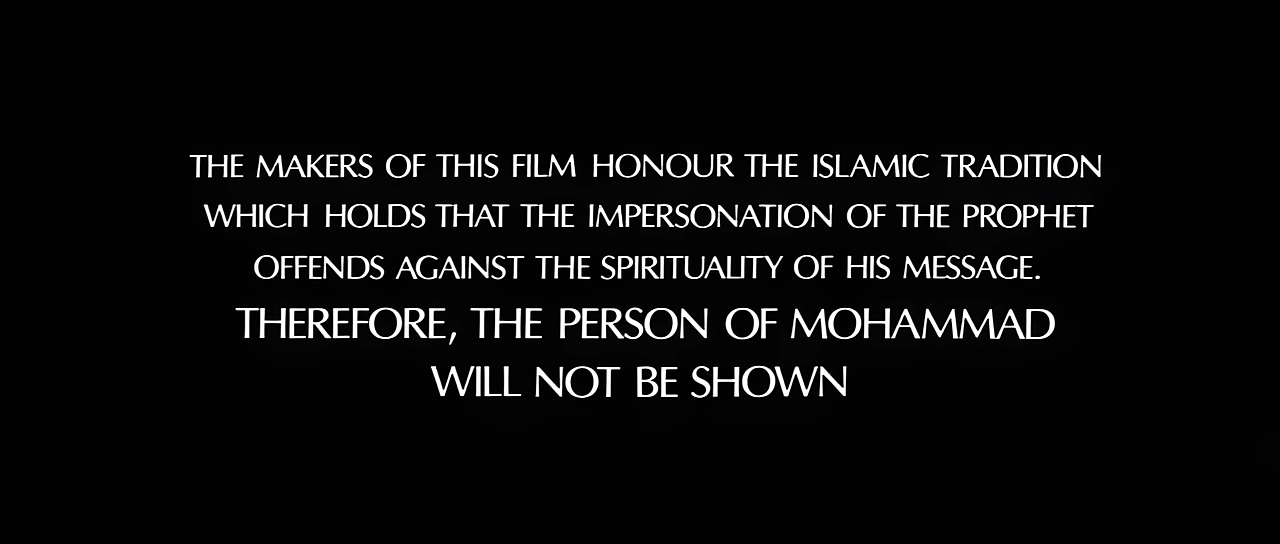 THE MAKERS OF THIS FILM HONOUR THE ISLAMIC TRADITION
WHICH HOLDS THAT THE IMPERSONATION OF THE PROPHET
OFFENDS AGAINST THE SPIRITUALITY OF HIS MESSAGE.
THEREFORE, THE PERSON OF MOHAMMAD
WILL NOT BE SHOWN